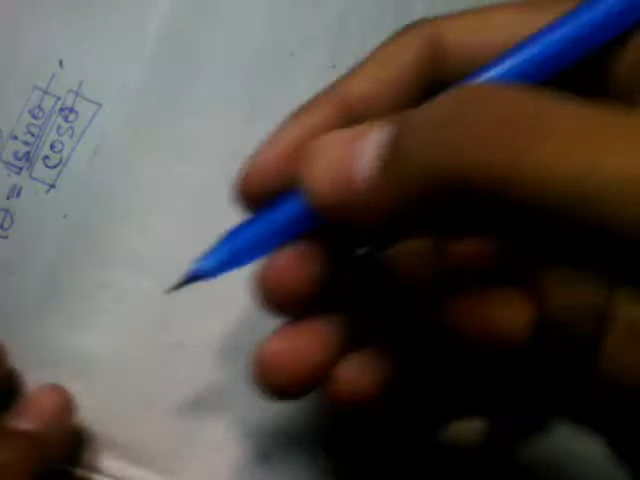 θ = sinθ
cosθ